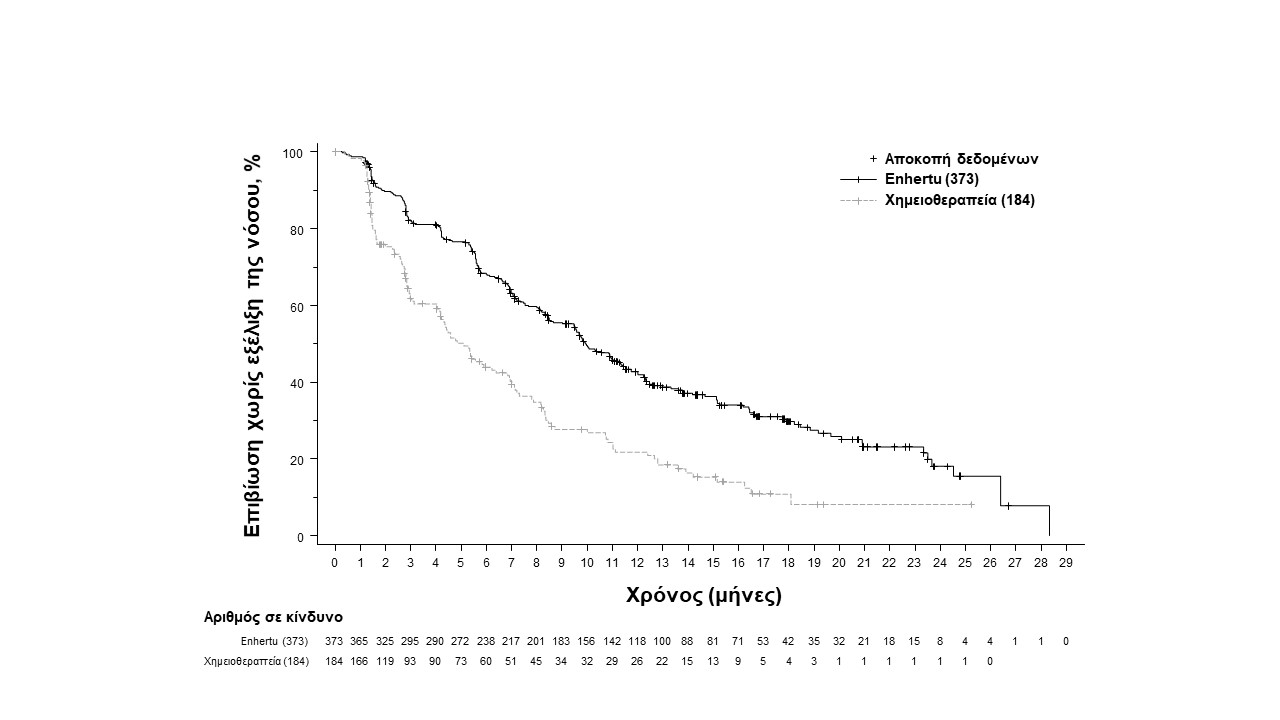 Επιβίωση χωρίς εξέλιξη της νόσου, %
100
80
60
40
20
0
Αποκοπή δεδομένων
Enhertu (373)
Χημειοθεραπεία (184)
0 1 2 3 4 5 6 7 8 9 10 11 12 13 14 15 16 17 18 19 20 21 22 23 24 25 26 27 28 29
Χρόνος (μήνες)
Αριθμός σε κίνδυνο
Enhertu (373) 373 365 325 295 290 272 238 217 201 183 156 142 118 100 88 81 71 53 42 35 32 21 18 15 8 4 4 1 1 0
Χημειοθεραπεία (184) 184 166 119 93 90 73 60 51 45 34 32 29 26 22 15 13 9 5 4 3 1 1 1 1 1 1 0